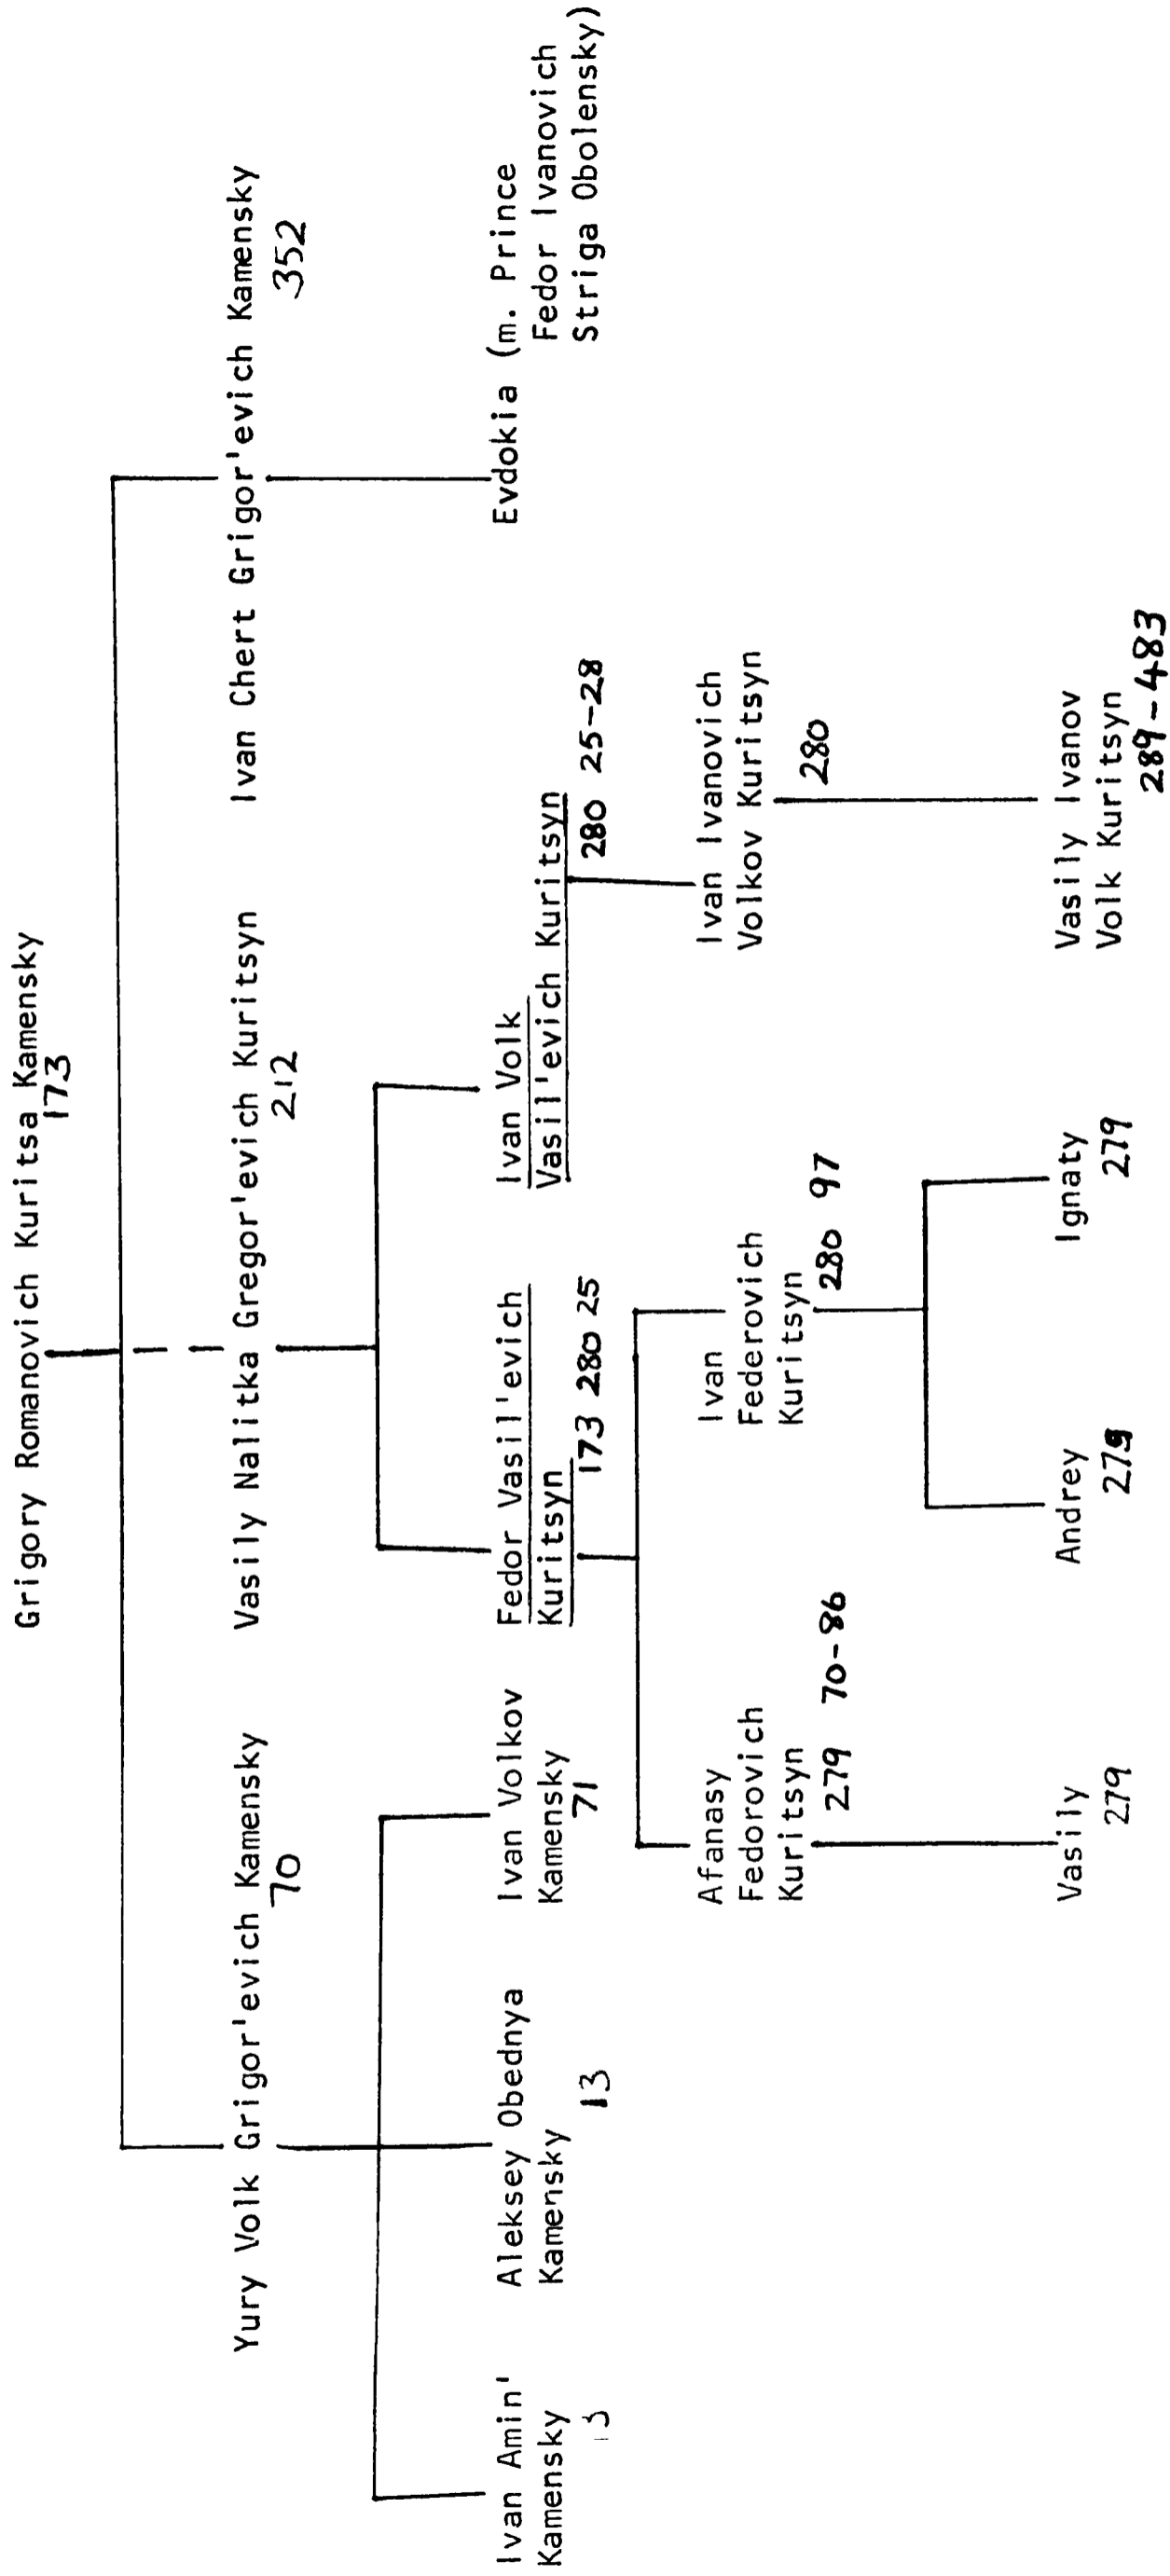 Grigory Romanovich Kuritsa Kamensky
173
Yury Volk Grigor'evich Kamensky
70
Vasily Nalitka Gregor'evich Kuritsyn
212
Ivan Chert Grigor'evich Kamensky
352
Ivan Amin'
Kamensky
13
Aleksey Obednya
Kamensky
13
Ivan Volkov
Kamensky
71
Fedor Vasil'evich
Kuritsyn
173 280 25
Ivan Volk
Vasil'evich Kuritsyn
280 25-28
Evdokia (m. Prince
Fedor Ivanovich
Striga Obolensky)
Afanasy
Fedorovich
Kuritsyn
279 70-86
Ivan
Federovich
Kuritsyn
280 97
Ivan Ivanovich
Volkov Kuritsyn
280
Vasily
279
Andrey
279
Ignaty
279
Vasily Ivanov
Volk Kuritsyn
289-483